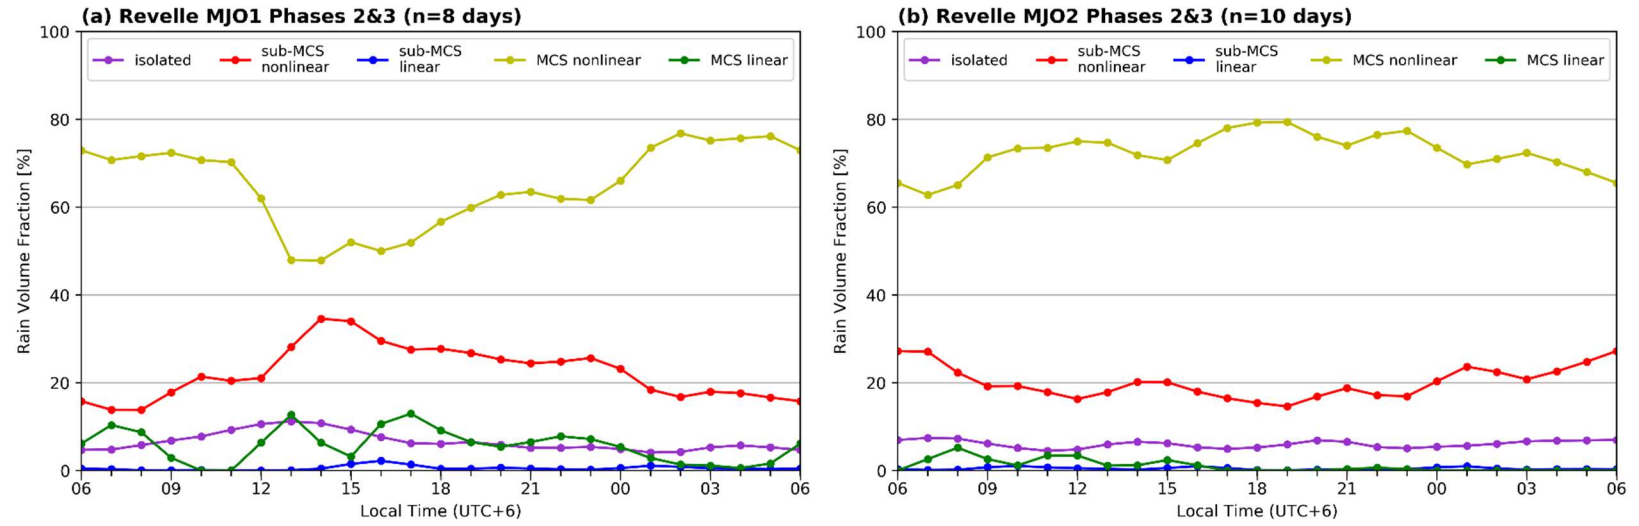 (a) Revelle MJO1 Phases 2&3 (n=8 days)
100
80
60
40
20
0
Rain Volume Fraction [%]
isolated
sub-MCS
nonlinear
sub-MCS
linear
MCS nonlinear
MCS linear
06 09 12 15 18 21 00 03 06
Local Time (UTC+6)
(b) Revelle MJO2 Phases 2&3 (n=10 days)
100
80
60
40
20
0
Rain Volume Fraction [%]
isolated
sub-MCS
nonlinear
sub-MCS
linear
MCS nonlinear
MCS linear
06 09 12 15 18 21 00 03 06
Local Time (UTC+6)